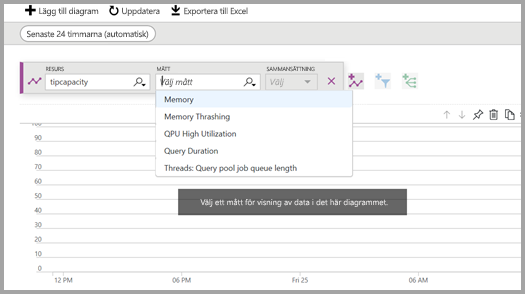 Lägg till diagram Uppdatera Exportera till Excel
Senaste 24 timmarna (automatisk)
RESURS MÅTT SAMMANSÄTTNING
tipcapacity Välj mått Välj
Memory
Memory Thrashing
QPU High Utilization
Query Duration
Threads: Query pool job queue length
100
90
80
70
60
50
40
30
20
10
0
Välj ett mått för visning av data i det här diagrammet.
12 PM 06 PM Fri 25 06 AM